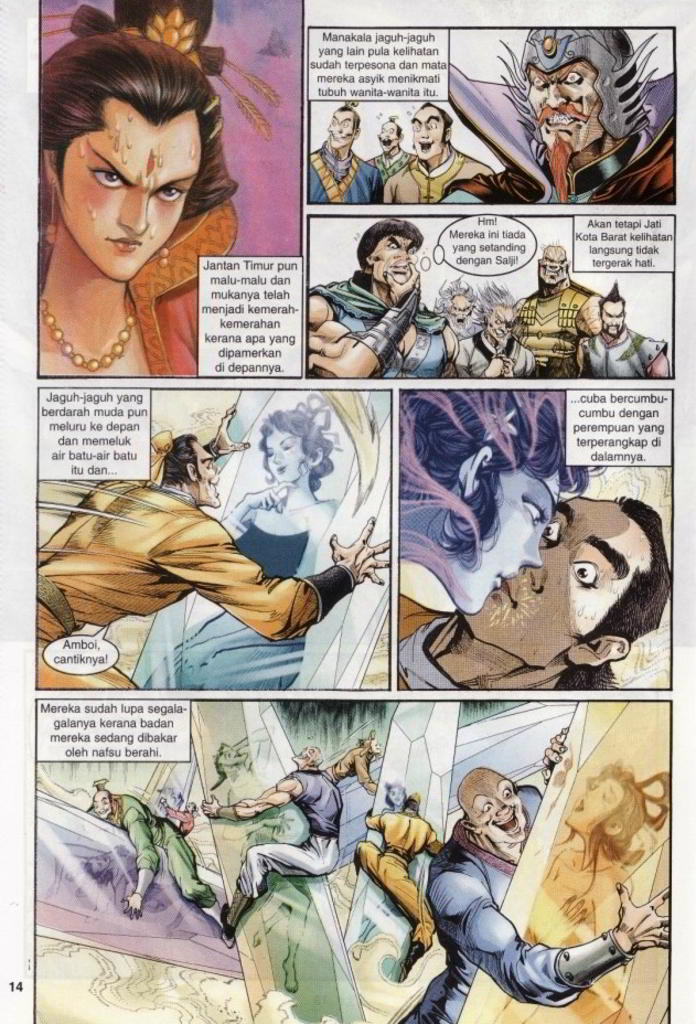 Jantan Timur pun
malu-malu dan
mukanya telah
menjadi kemerah-
kemerahan
kerana apa yang
dipamerkan
di depannya.
Manakala jaguh-jaguh
yang lain pula kelihatan
sudah terpesona dan mata
mereka asyik menikmati
tubuh wanita-wanita itu.
Hm!
Mereka ini tiada
yang setanding
dengan Salji!
Akan tetapi Jati
Kota Barat kelihatan
langsung tidak
tergerak hati.
Jaguh-jaguh yang
berdarah muda pun
meluru ke depan
dan memeluk
air batu-air batu
itu dan...
Amboi,
cantiknya!
...cuba bercumbu-
cumbu dengan
perempuan yang
terperangkap di
dalamnya.
Mereka sudah lupa segala-
galanya kerana badan
mereka sedang dibakar
oleh nafsu berahi.
14